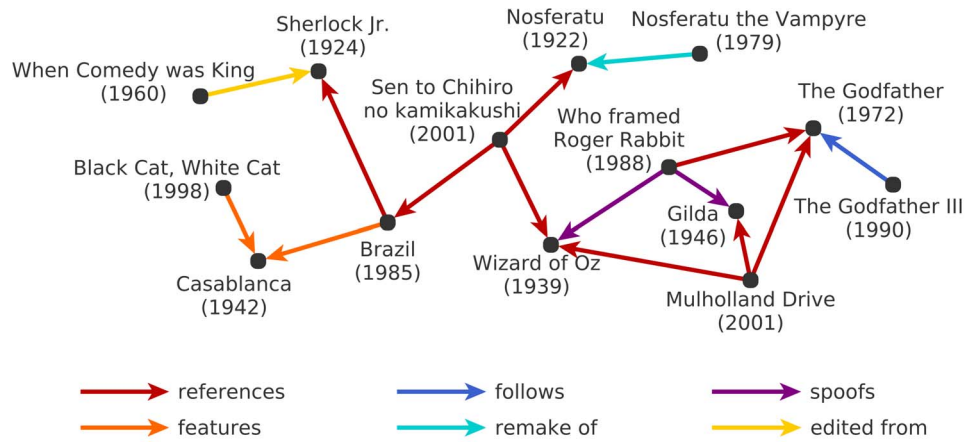 Sherlock Jr.
(1924)
Nosferatu
(1922)
Nosferatu the Vampyre
(1979)
When Comedy was King
(1960)
Sen to Chihiro
no kamikakushi
(2001)
Who framed
Roger Rabbit
(1988)
The Godfather
(1972)
Black Cat, White Cat
(1998)
Gilda
(1946)
The Godfather III
(1990)
Brazil
(1985)
Wizard of Oz
(1939)
Casablanca
(1942)
Mulholland Drive
(2001)
references
follows
spoofs
features
remake of
edited from